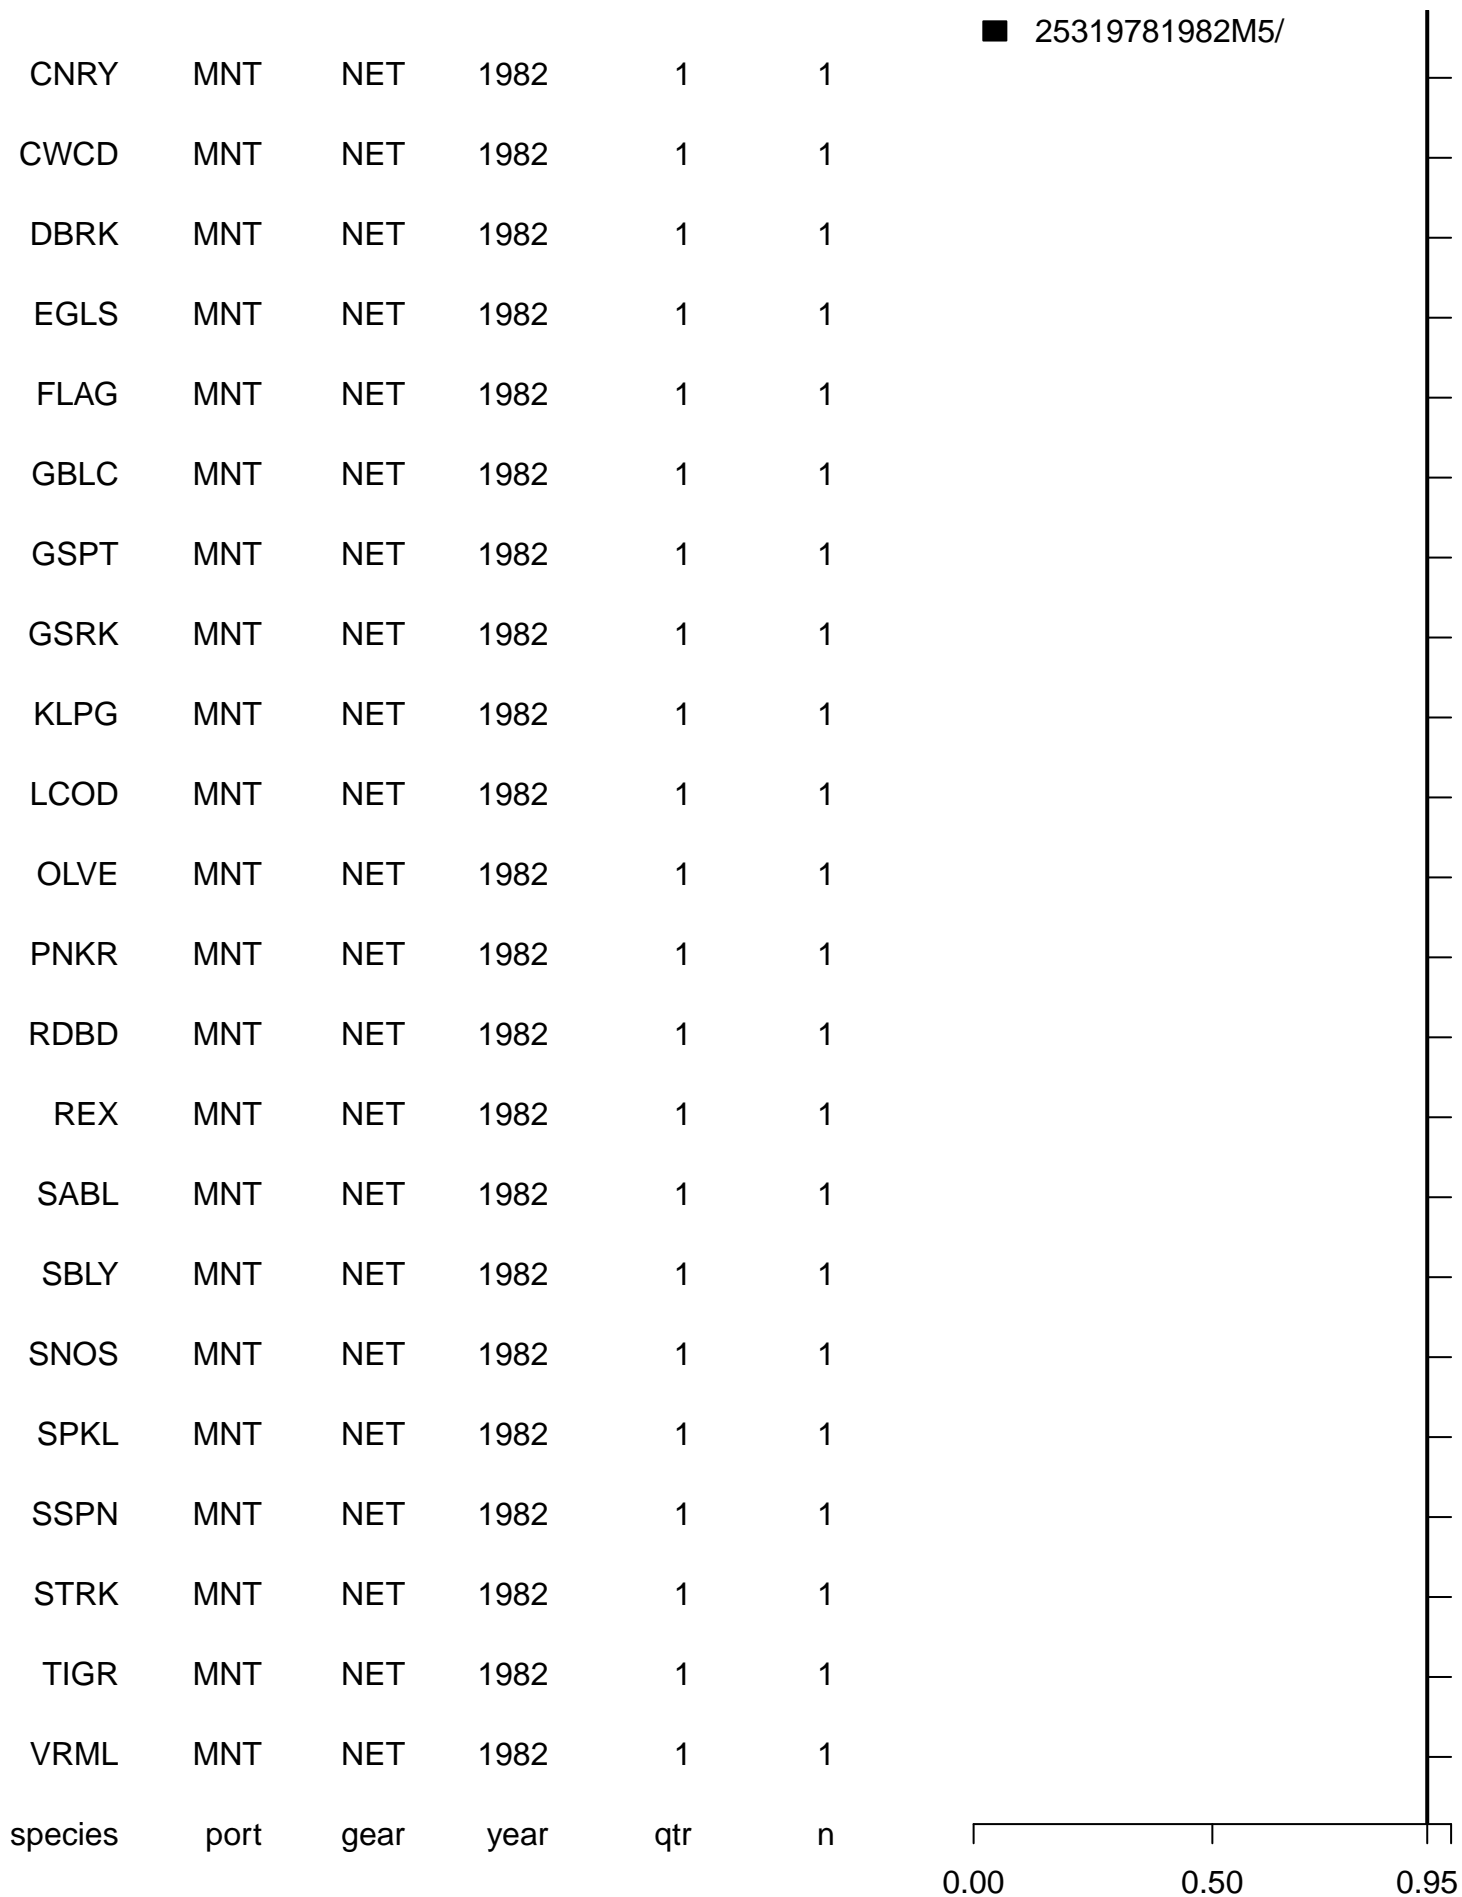 25319781982M5/
CNRY MNT NET 1982 1 1
CWCD MNT NET 1982 1 1
DBRK MNT NET 1982 1 1
EGLS MNT NET 1982 1 1
FLAG MNT NET 1982 1 1
GBLC MNT NET 1982 1 1
GSPT MNT NET 1982 1 1
GSRK MNT NET 1982 1 1
KLPG MNT NET 1982 1 1
LCOD MNT NET 1982 1 1
OLVE MNT NET 1982 1 1
PNKR MNT NET 1982 1 1
RDBD MNT NET 1982 1 1
REX MNT NET 1982 1 1
SABL MNT NET 1982 1 1
SBLY MNT NET 1982 1 1
SNOS MNT NET 1982 1 1
SPKL MNT NET 1982 1 1
SSPN MNT NET 1982 1 1
STRK MNT NET 1982 1 1
TIGR MNT NET 1982 1 1
VRML MNT NET 1982 1 1
species port gear year qtr n
0.00 0.50 0.95